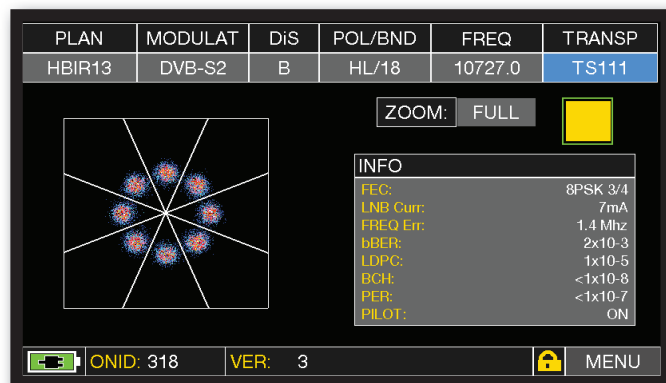 PLAN MODULAT DiS POL/BND FREQ TRANSP
HBIR13 DVB-S2 B HL/18 10727.0 TS111
ZOOM: FULL
INFO
FEC: 8PSK 3/4
LNB Curr: 7mA
FREQ Err: 1.4 Mhz
bBER: 2x10-3
LDPC: 1x10-5
BCH: <1x10-8
PER: <1x10-7
PILOT: ON
ONID: 318 VER: 3 MENU